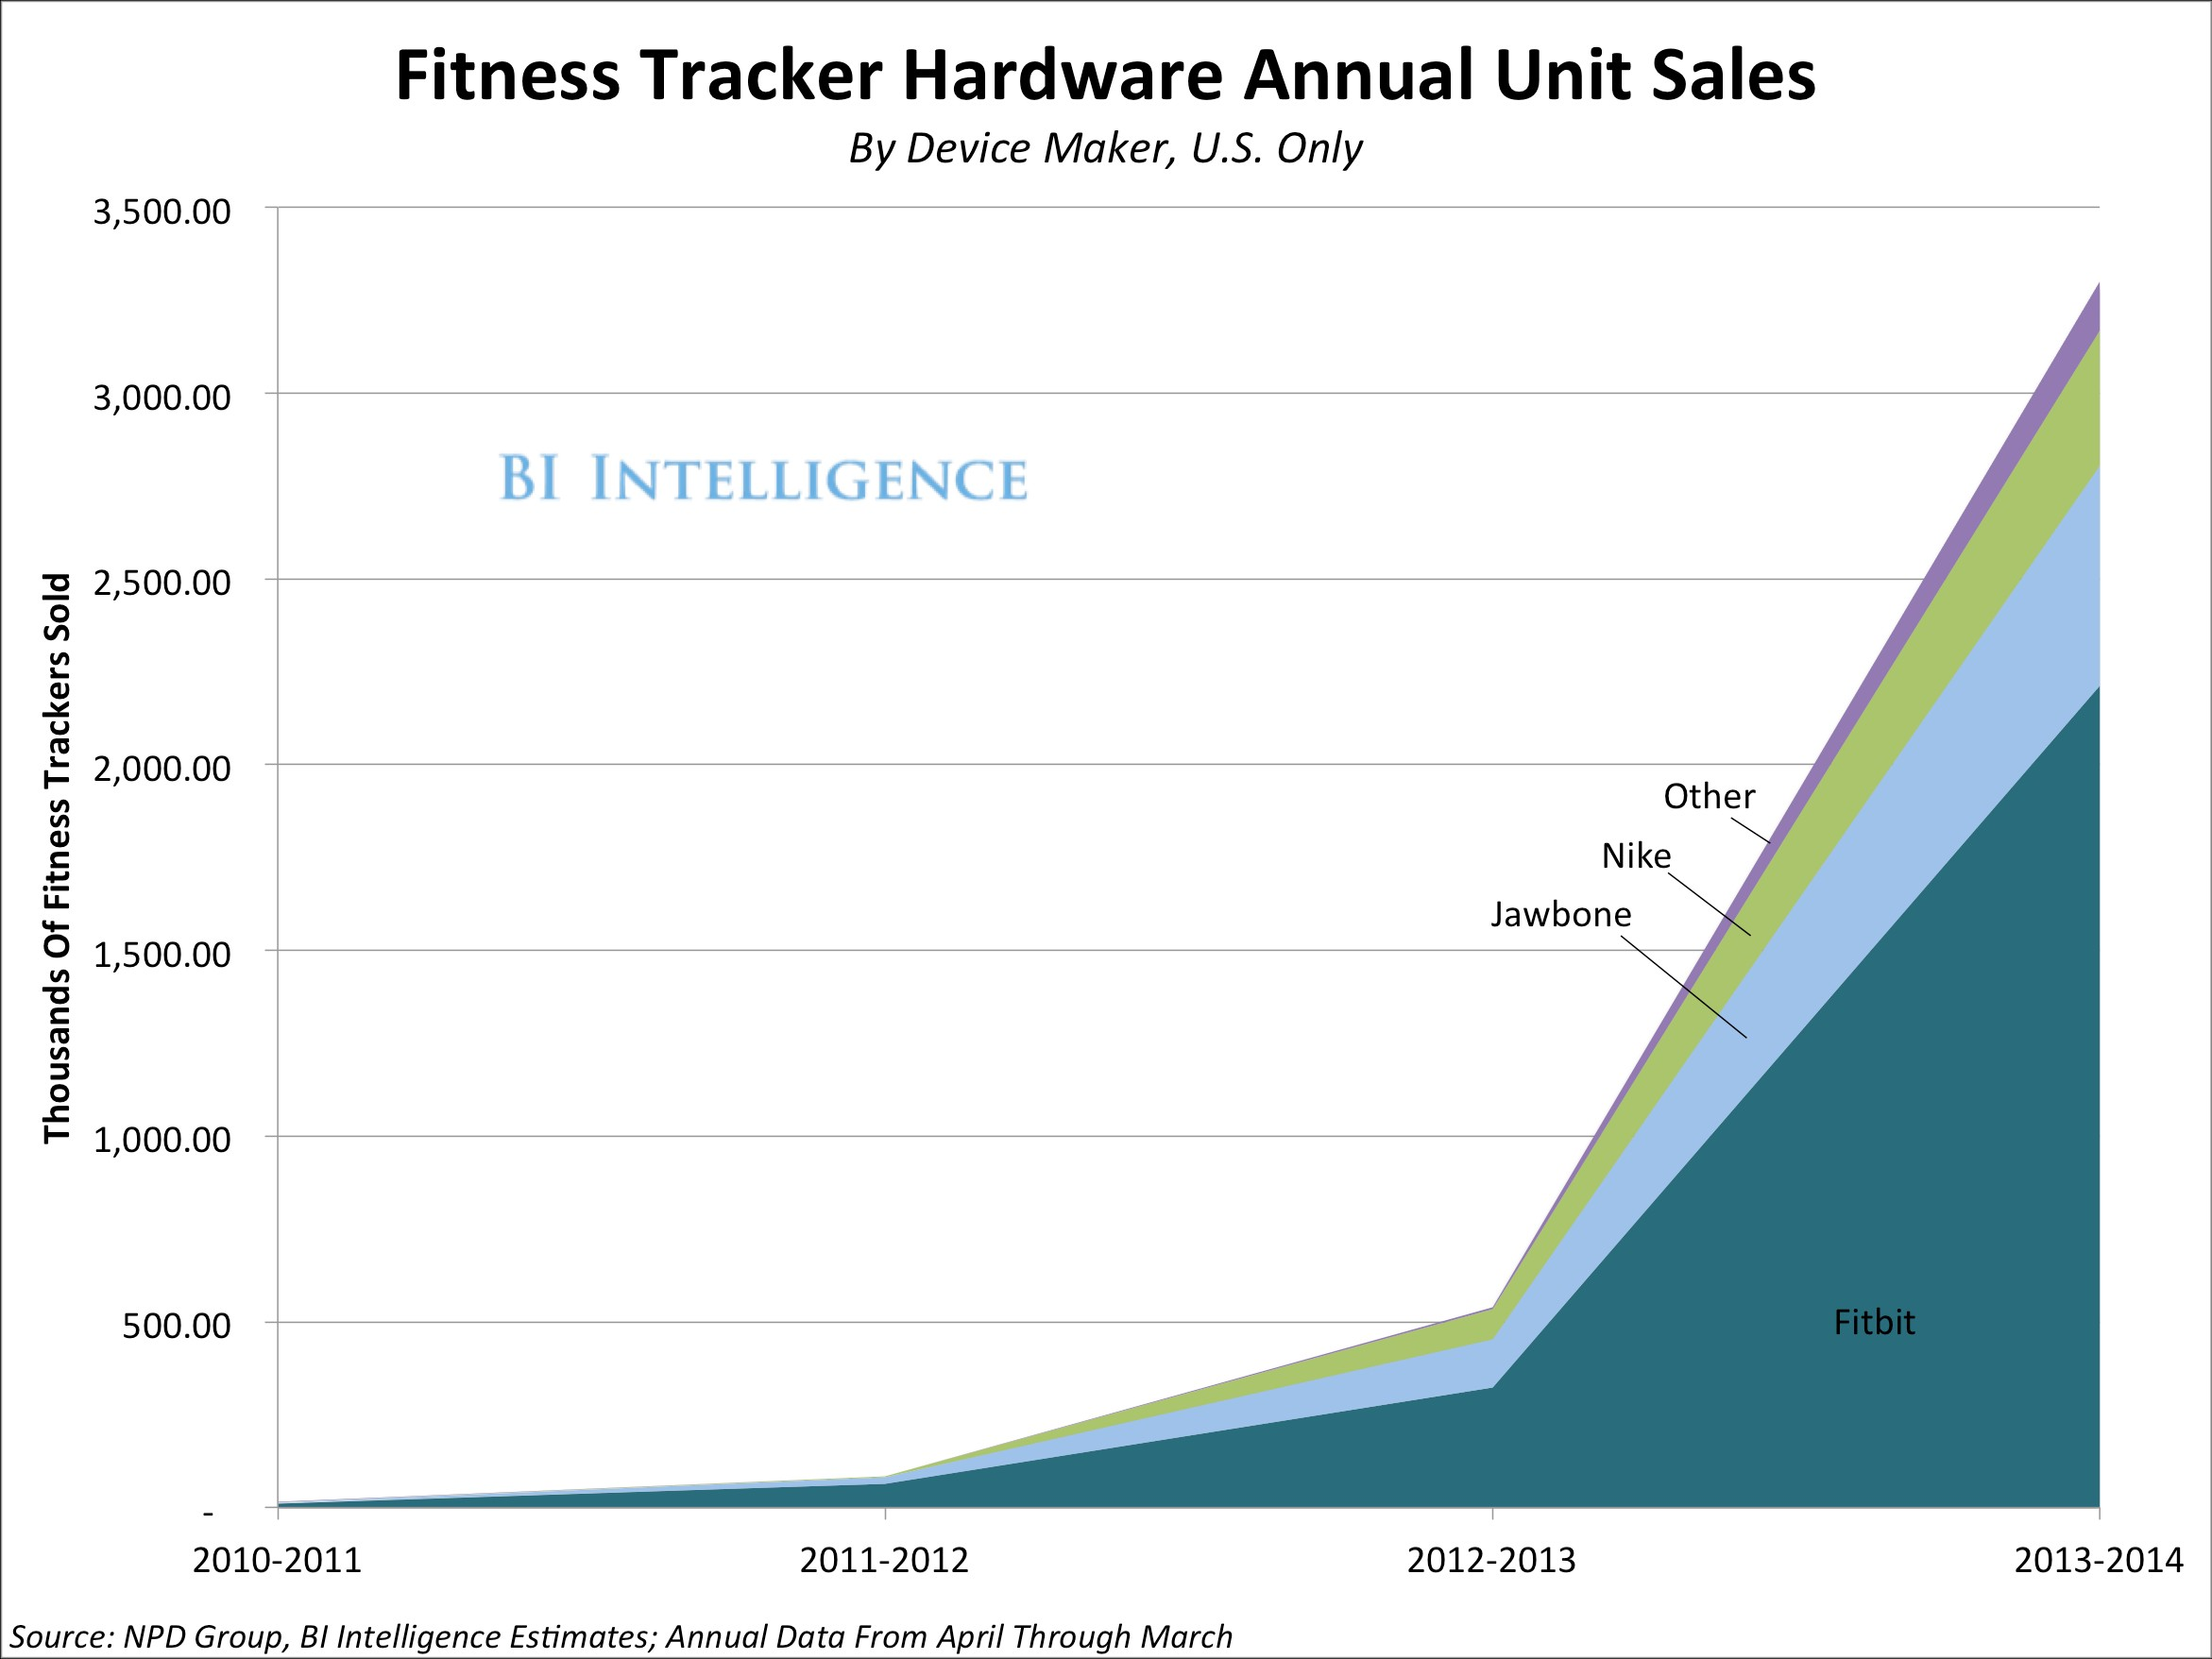 Fitness Tracker Hardware Annual Unit Sales
By Device Maker, U.S. Only
3,500.00
3,000.00
BI INTELLIGENCE
2,500.00
2,000.00
1,500.00
1,000.00
500.00
-
Thousands Of Fitness Trackers Sold
Other
Nike
Jawbone
Fitbit
2010-2011
2011-2012
2012-2013
2013-2014
Source: NPD Group, BI Intelligence Estimates; Annual Data From April Through March